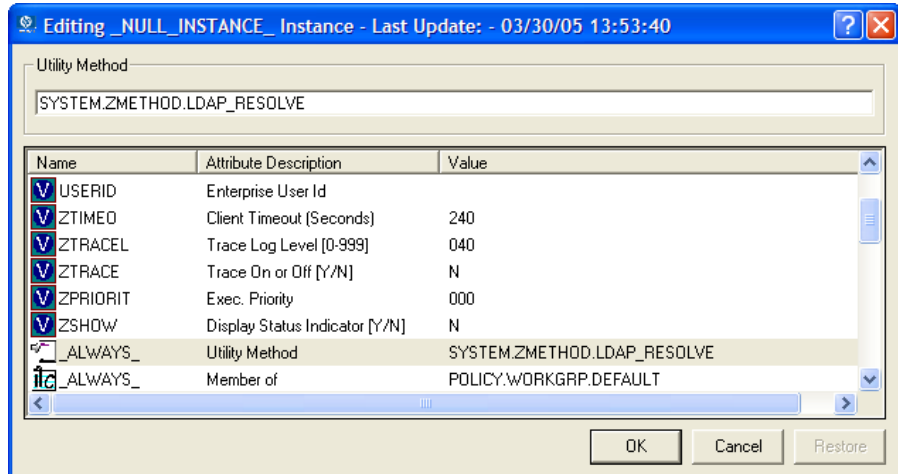 Editing _NULL_INSTANCE_ Instance - Last Update: - 03/30/05 13:53:40
Utility Method
SYSTEM.ZMETHOD.LDAP_RESOLVE
Name Attribute Description Value
V USERID Enterprise User Id
V ZTIMEO Client Timeout (Seconds) 240
V ZTRACEL Trace Log Level [0-999] 040
V ZTRACE Trace On or Off [Y/N] N
V ZPRIORIT Exec. Priority 000
V ZSHOW Display Status Indicator [Y/N] N
_ALWAYS_ Utility Method SYSTEM.ZMETHOD.LDAP_RESOLVE
_ALWAYS_ Member of POLICY.WORKGRP.DEFAULT
OK Cancel Restore